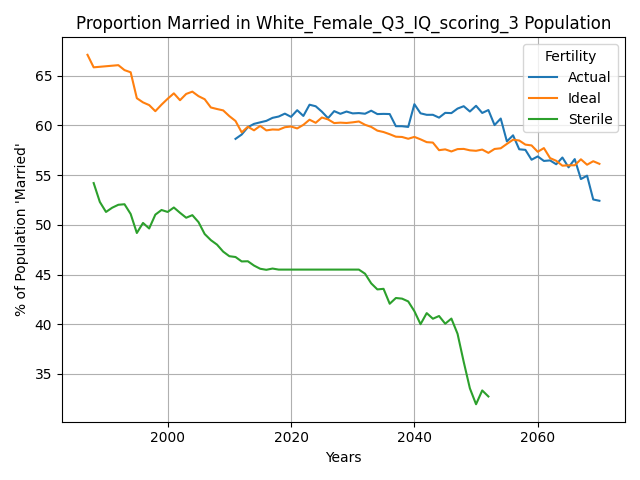 Proportion Married in White_Female_Q3_IQ_scoring_3 Population
% of Population 'Married'
65
60
55
50
45
40
35
Fertility
Actual
Ideal
Sterile
2000 2020 2040 2060
Years